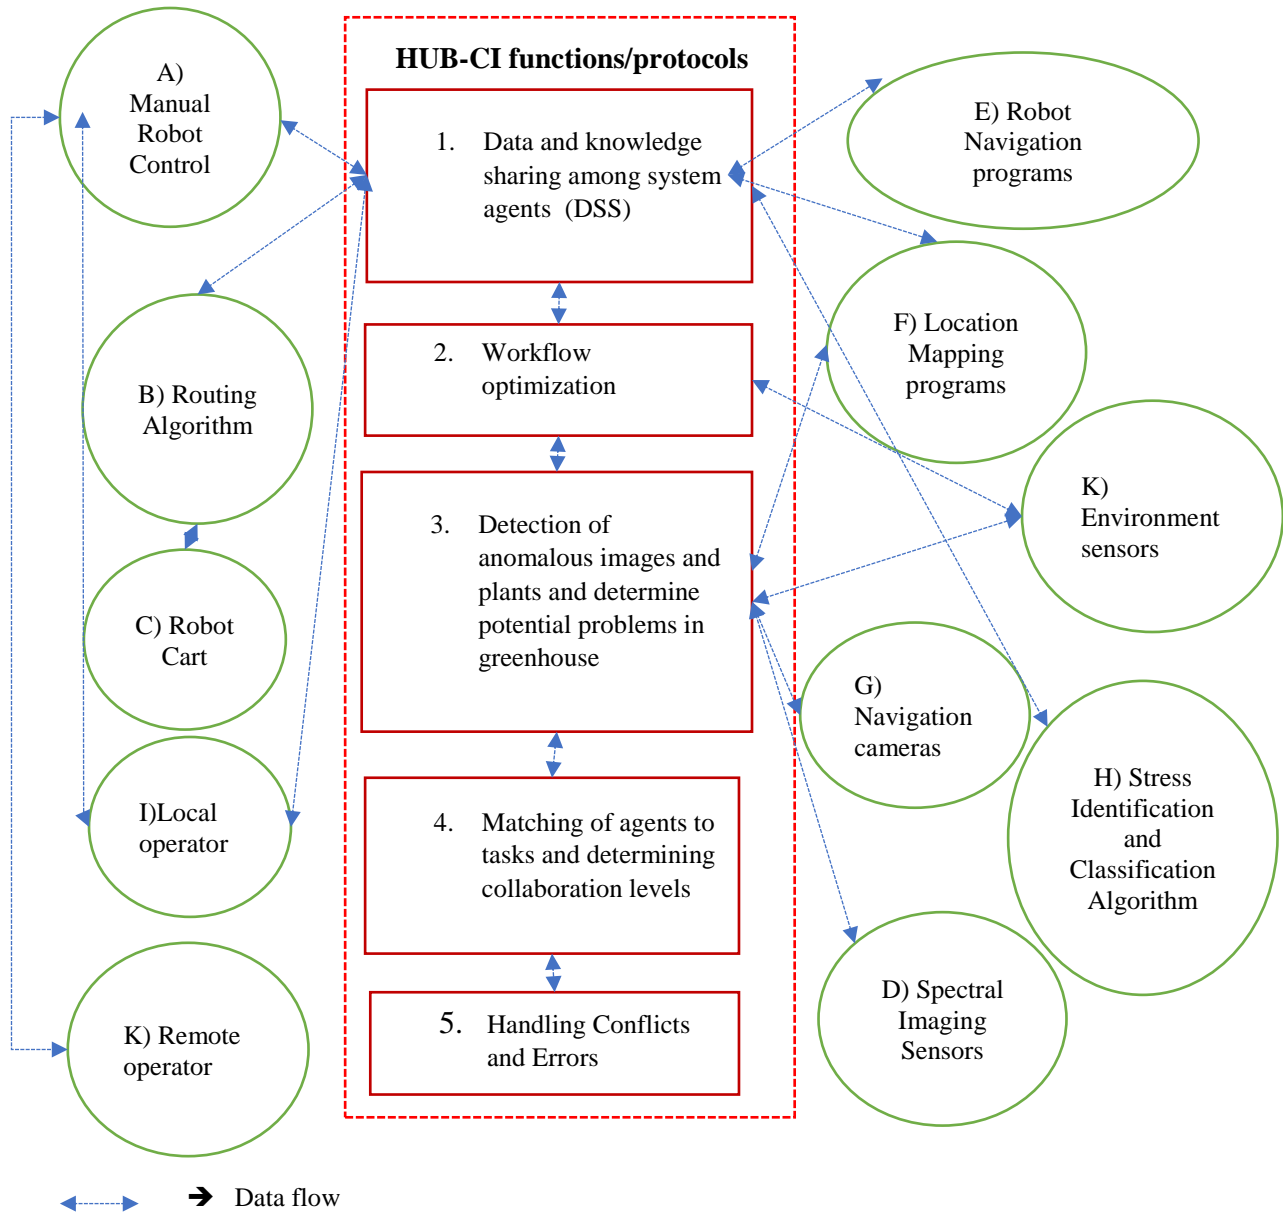 HUB-CI functions/protocols
A)
Manual
Robot
Control
1. Data and knowledge
sharing among system
agents (DSS)
E) Robot
Navigation
programs
B) Routing
Algorithm
2. Workflow
optimization
F) Location
Mapping
programs
K)
Environment
sensors
3. Detection of
anomalous images and
plants and determine
potential problems in
greenhouse
C) Robot
Cart
G)
Navigation
cameras
I)Local
operator
4. Matching of agents to
tasks and determining
collaboration levels
H) Stress
Identification
and
Classification
Algorithm
K) Remote
operator
5. Handling Conflicts
and Errors
D) Spectral
Imaging
Sensors
➔ Data flow